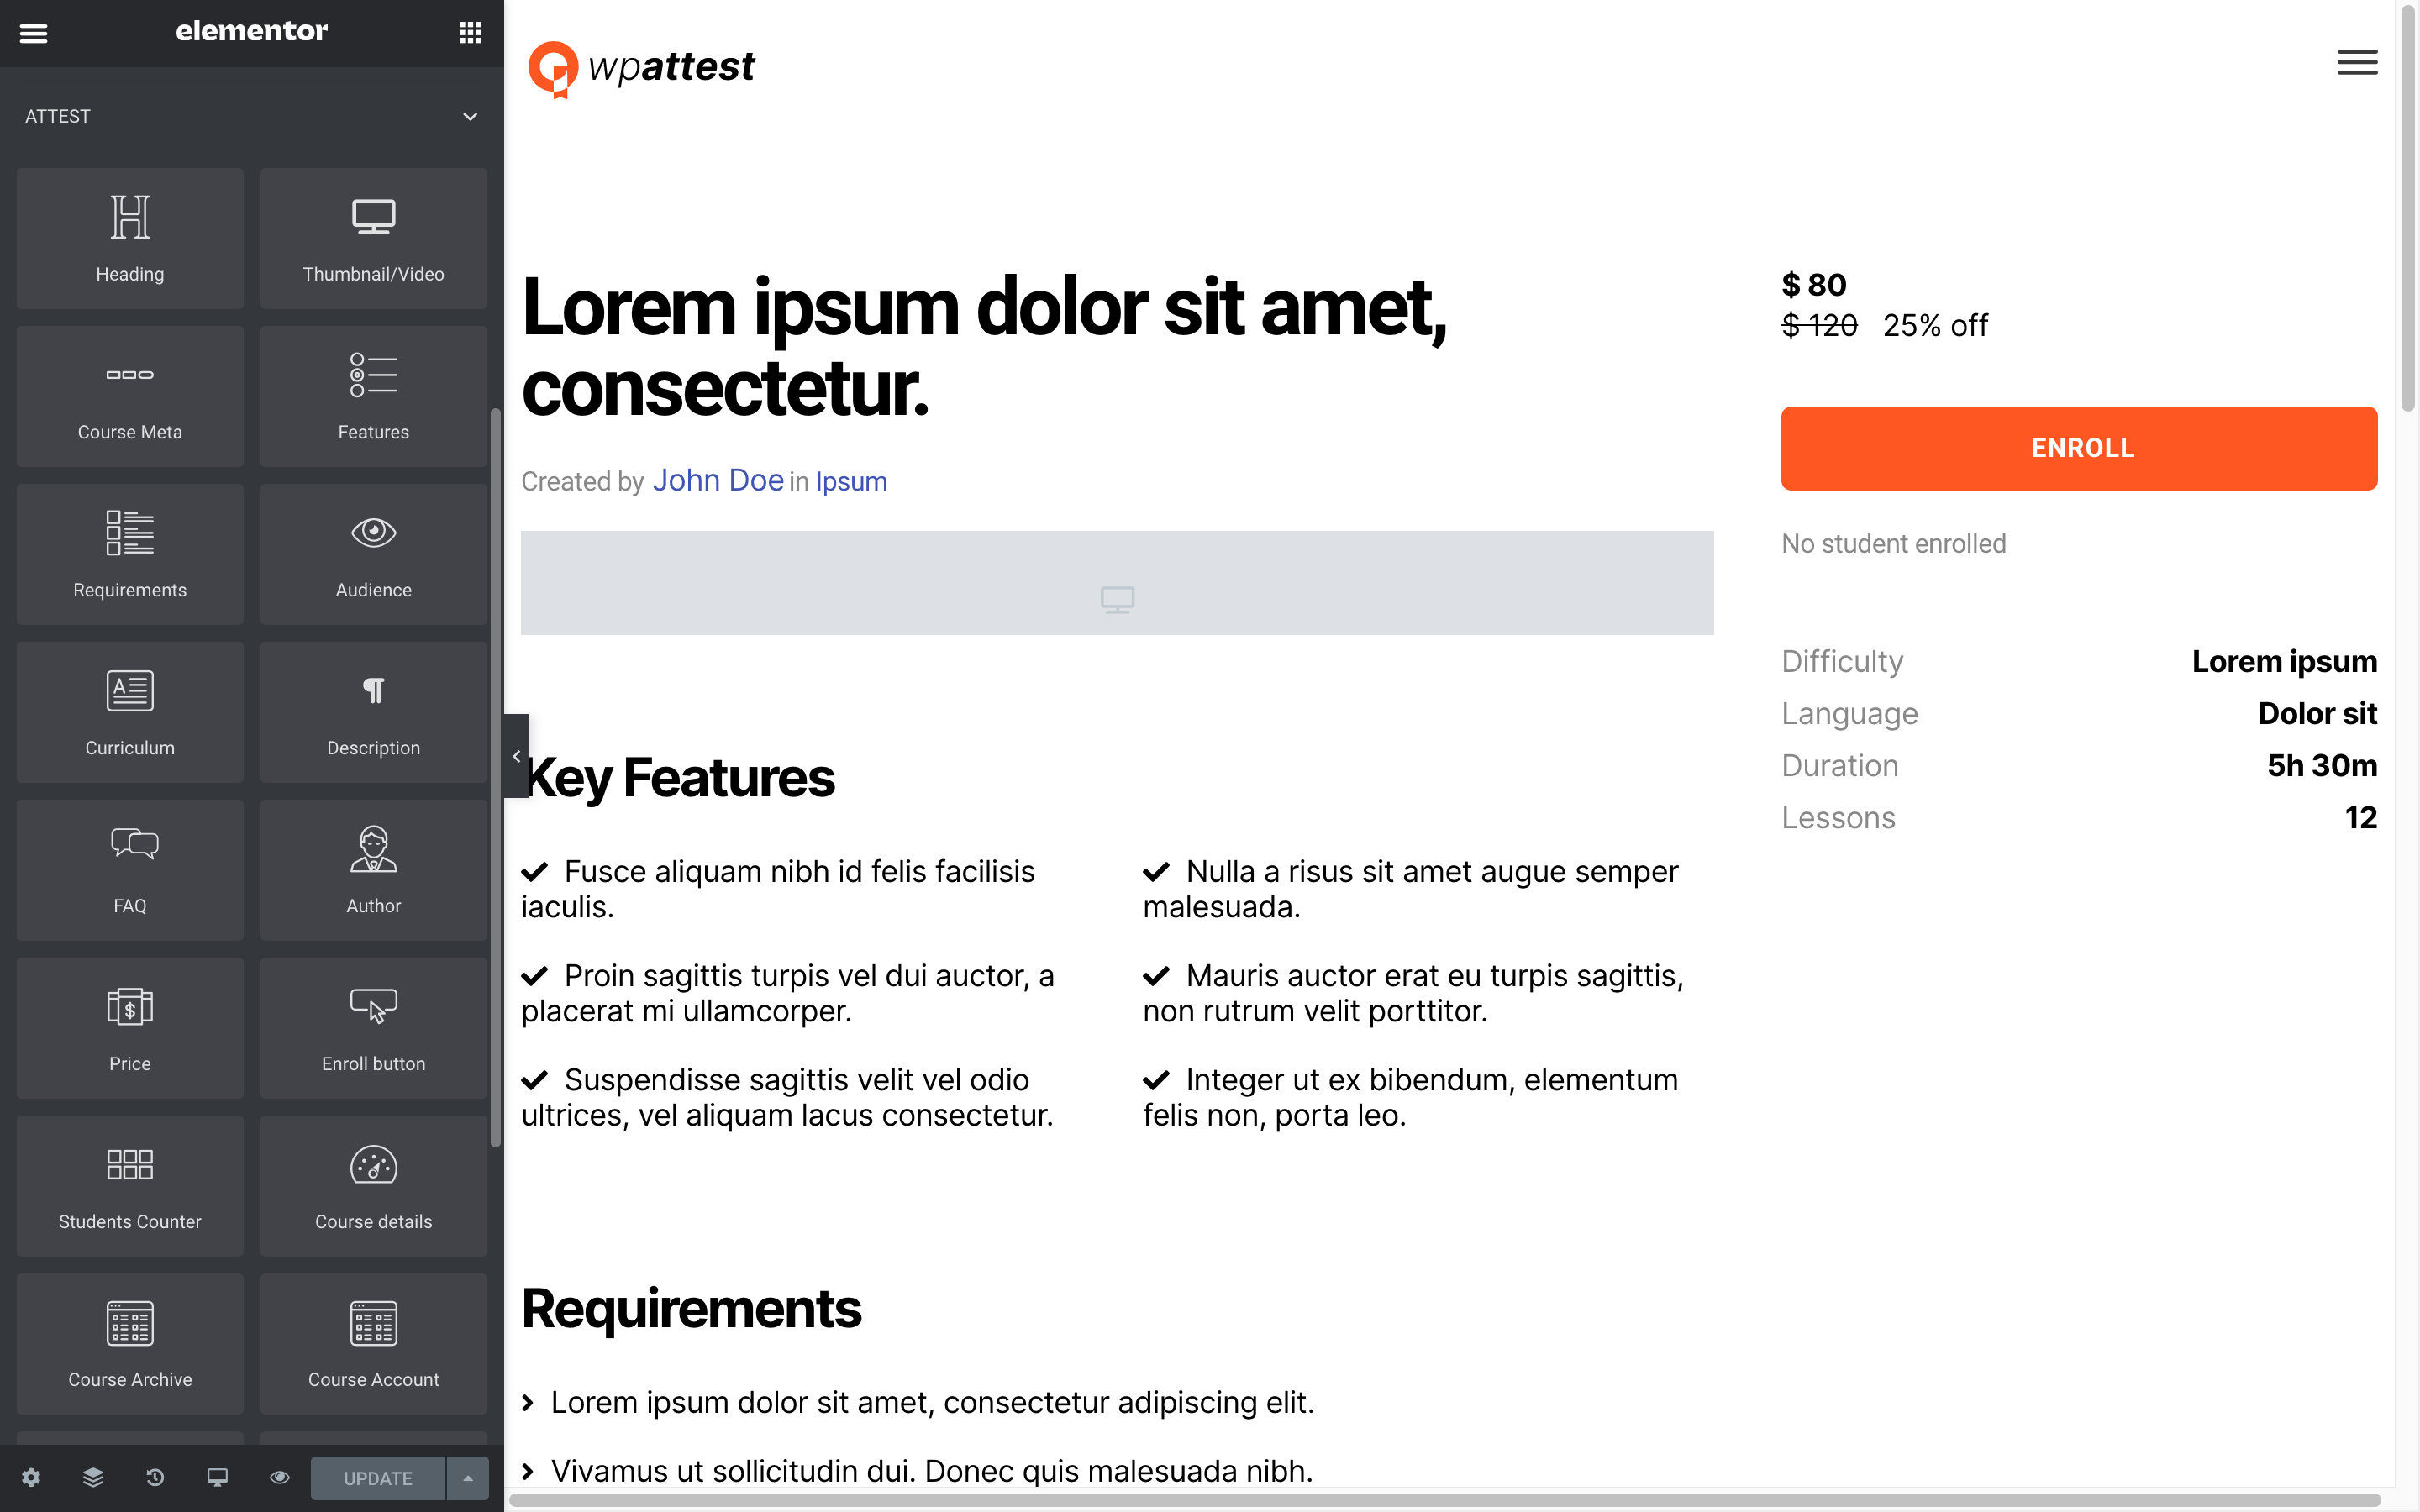 elementor
ATTEST
Heading
Thumbnail/Video
Course Meta
Features
Requirements
Audience
Curriculum
Description
FAQ
Author
Price
Enroll button
Students Counter
Course details
Course Archive
Course Account
UPDATE
wpattest
Lorem ipsum dolor sit amet,
consectetur.
Created by John Doe in Ipsum
Key Features
Fusce aliquam nibh id felis facilisis
iaculis.
Proin sagittis turpis vel dui auctor, a
placerat mi ullamcorper.
Suspendisse sagittis velit vel odio
ultrices, vel aliquam lacus consectetur.
Nulla a risus sit amet augue semper
malesuada.
Mauris auctor erat eu turpis sagittis,
non rutrum velit porttitor.
Integer ut ex bibendum, elementum
felis non, porta leo.
Requirements
Lorem ipsum dolor sit amet, consectetur adipiscing elit.
Vivamus ut sollicitudin dui. Donec quis malesuada nibh.
$ 80
$ 120 25% off
ENROLL
No student enrolled
Difficulty Lorem ipsum
Language Dolor sit
Duration 5h 30m
Lessons 12